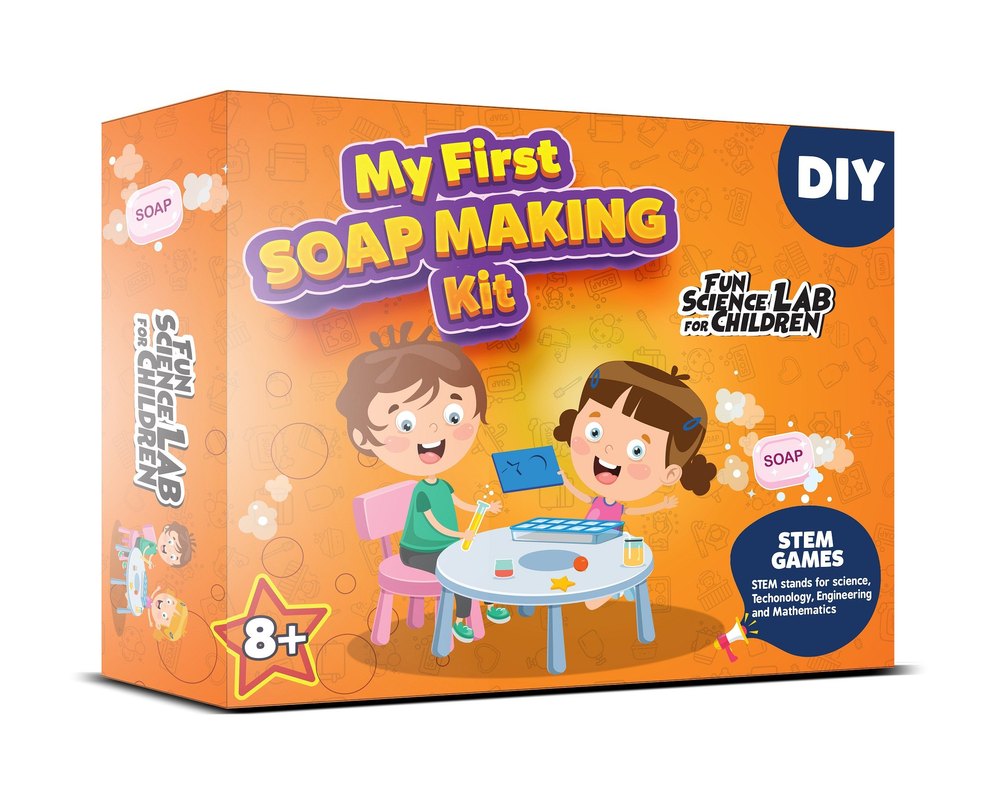 My First
SOAP MAKING
Kit
DIY
FUN
SCIENCE LAB
FOR CHILDREN
SOAP
STEM
GAMES
STEM stands for science,
Techonology, Engineering
and Mathematics
8+
SOAP
FUN
SCIENCE LAB
FOR CHILDREN